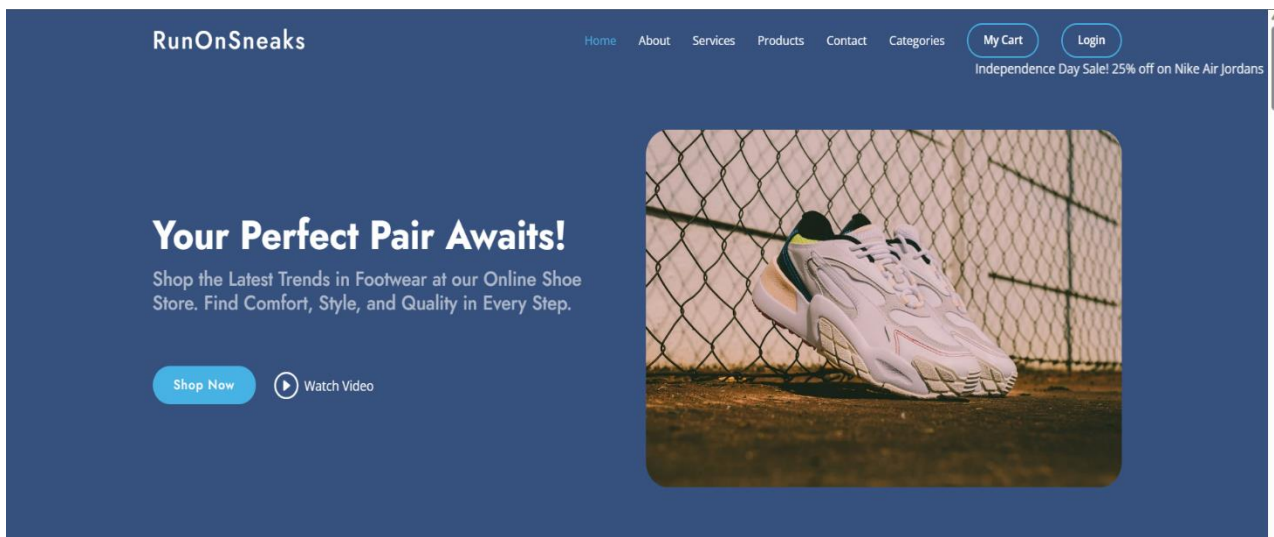 RunOnSneaks
Home About Services Products Contact Categories My Cart Login
Independence Day Sale! 25% off on Nike Air Jordans
Your Perfect Pair Awaits!
Shop the Latest Trends in Footwear at our Online Shoe
Store. Find Comfort, Style, and Quality in Every Step.
Shop Now Watch Video